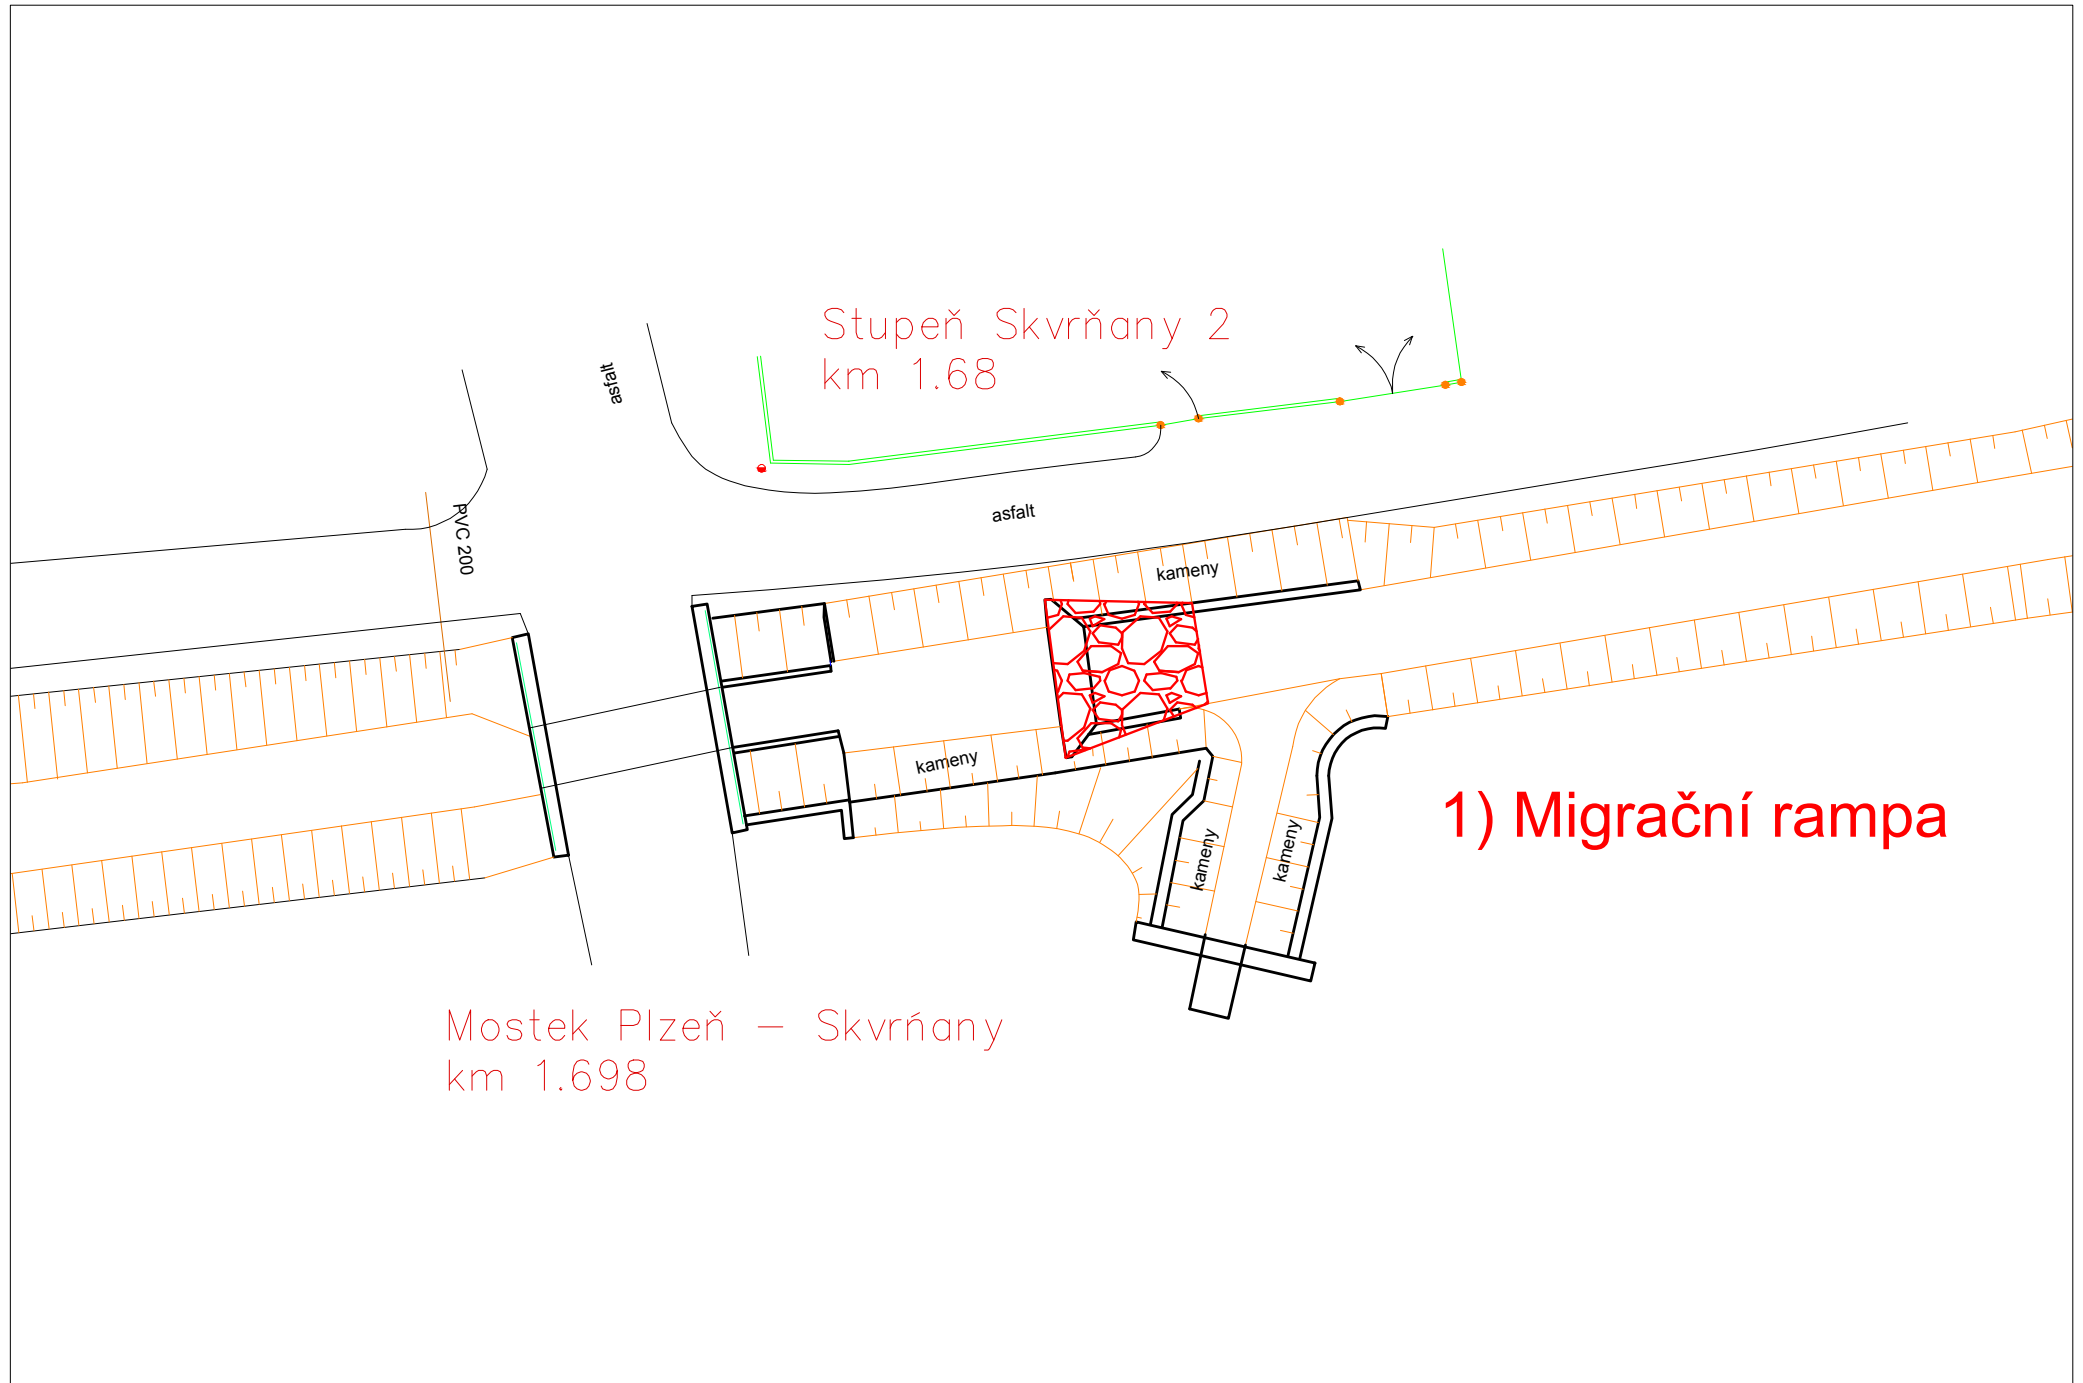 Stupeň Skvrňany 2
km 1.68
asfalt
PVC 200
asfalt
kameny
kameny
1) Migrační rampa
kameny
kameny
Mostek Plzeň – Skvrńany
km 1.698